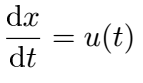 dx/dt = u(t)